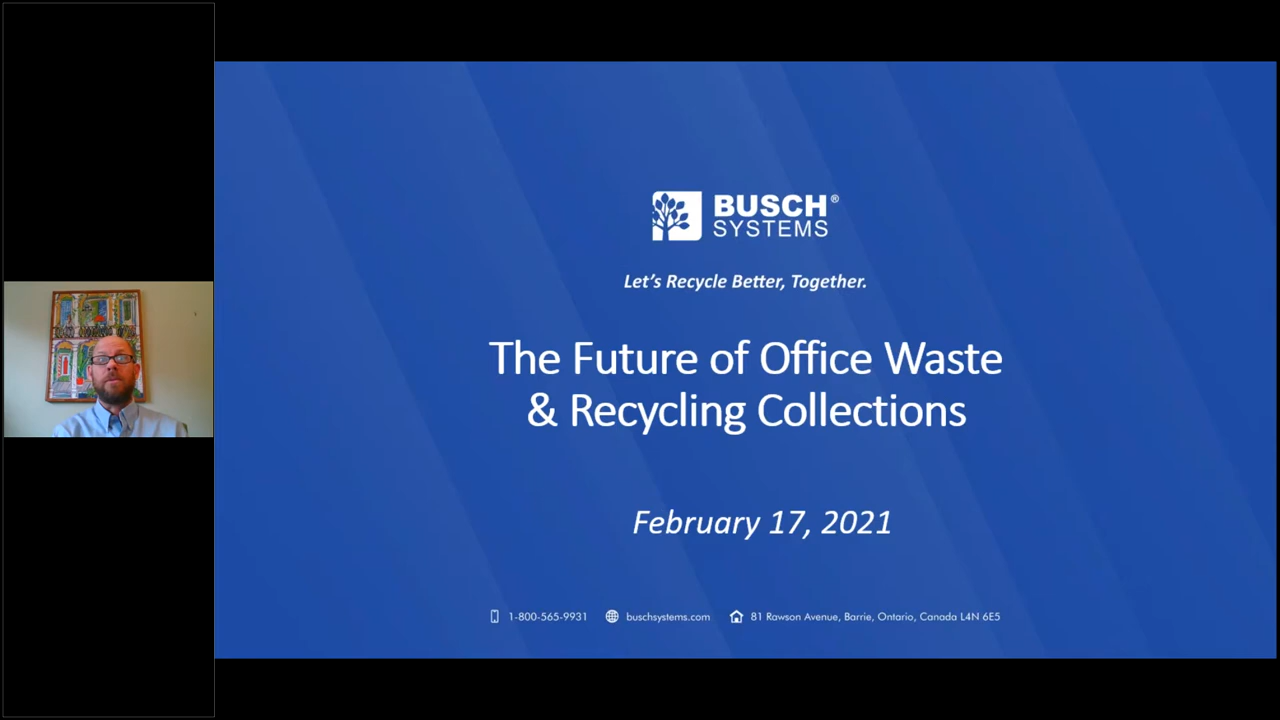 BUSCH®
SYSTEMS
Let's Recycle Better, Together.
The Future of Office Waste
& Recycling Collections
February 17, 2021
1-800-565-9931 buschsystems.com 81 Rawson Avenue, Barrie, Ontario, Canada L4N 6E5